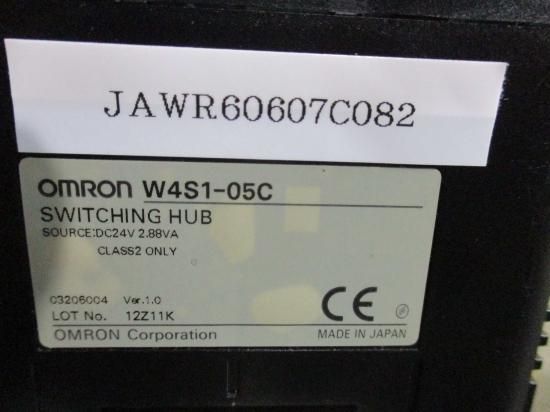 JAWR60607C082
OMRON W4S1-05C
SWITCHING HUB
SOURCE:DC24V 2.88VA
CLASS2 ONLY
03206004 Ver.1.0
LOT No. 12Z11K
CE
OMRON Corporation MADE IN JAPAN